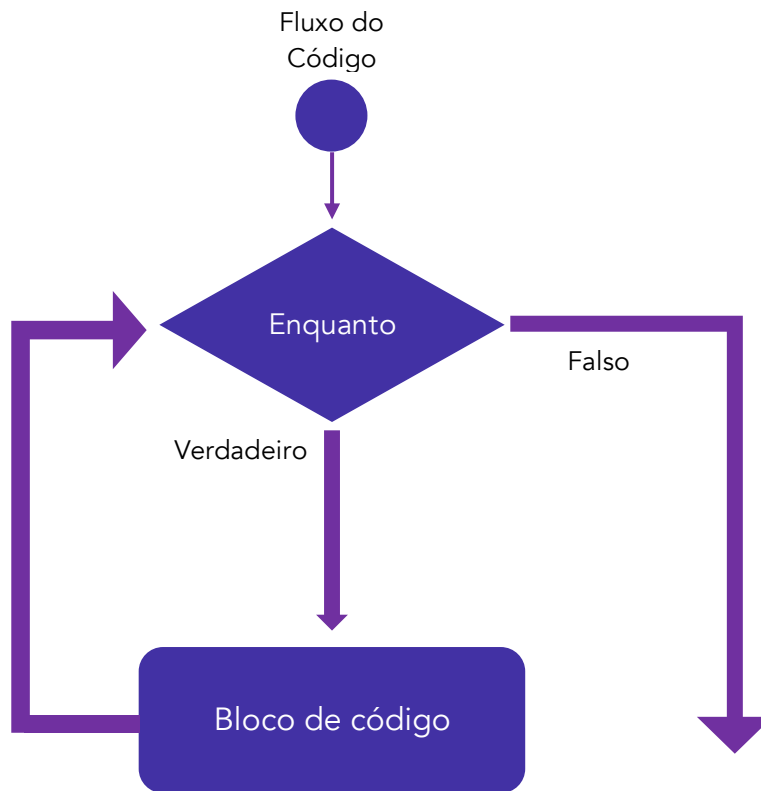 Fluxo do
Código
Enquanto
Falso
Verdadeiro
Bloco de código